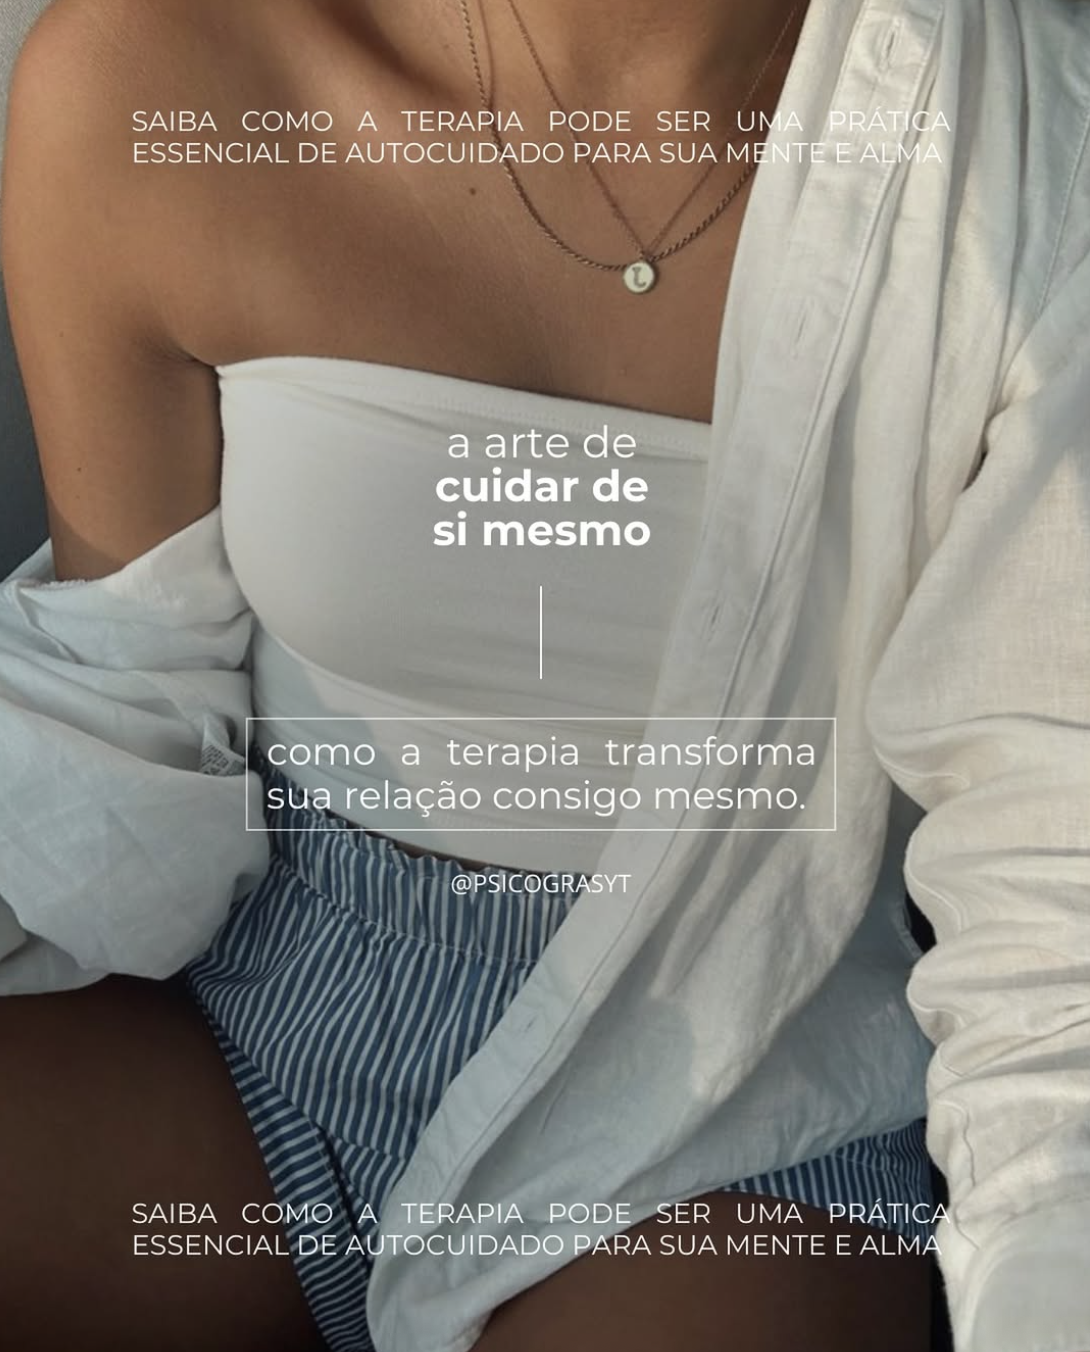 SAIBA COMO A TERAPIA PODE SER UMA PRÁTICA
ESSENCIAL DE AUTOCUIDADO PARA SUA MENTE E ALMA
J
a arte de
cuidar de
si mesmo
como a terapia transforma
sua relação consigo mesmo.
@PSICOGRASYT
SAIBA COMO A TERAPIA PODE SER UMA PRÁTICA
ESSENCIAL DE AUTOCUIDADO PARA SUA MENTE E ALMA